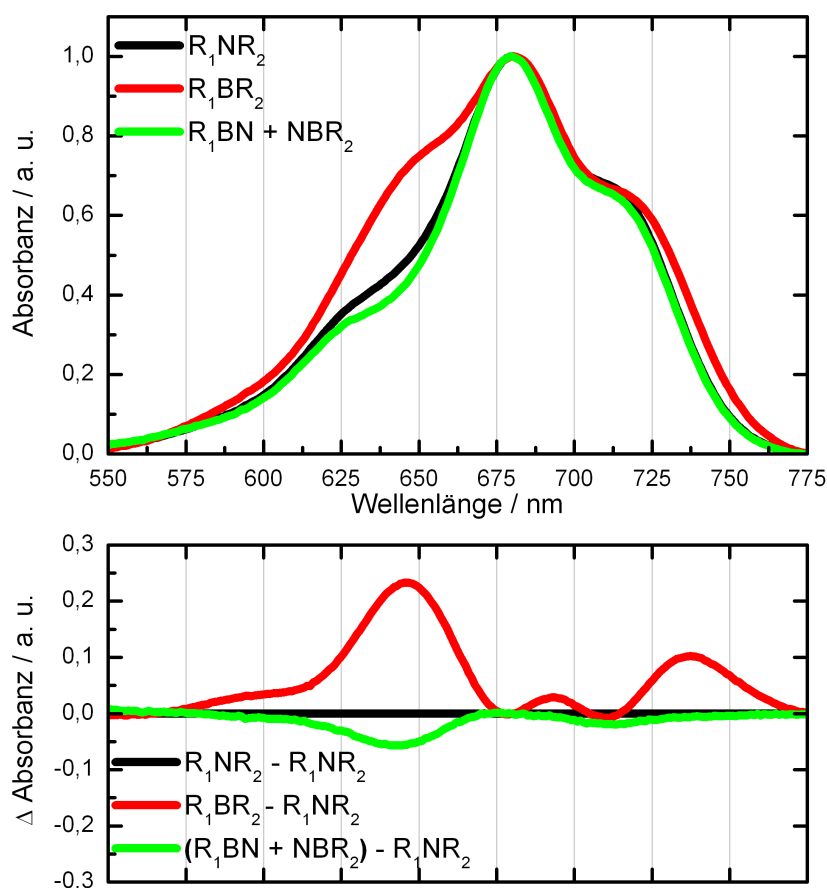 R₁NR₂
R₁BR₂
R₁BN + NBR₂
Absorbanz / a. u.
1,0
0,8
0,6
0,4
0,2
0,0
550 575 600 625 650 675 700 725 750 775
Wellenlänge / nm
Δ Absorbanz / a. u.
0,3
0,2
0,1
0,0
-0,1
-0,2
-0,3
R₁NR₂ - R₁NR₂
R₁BR₂ - R₁NR₂
(R₁BN + NBR₂) - R₁NR₂